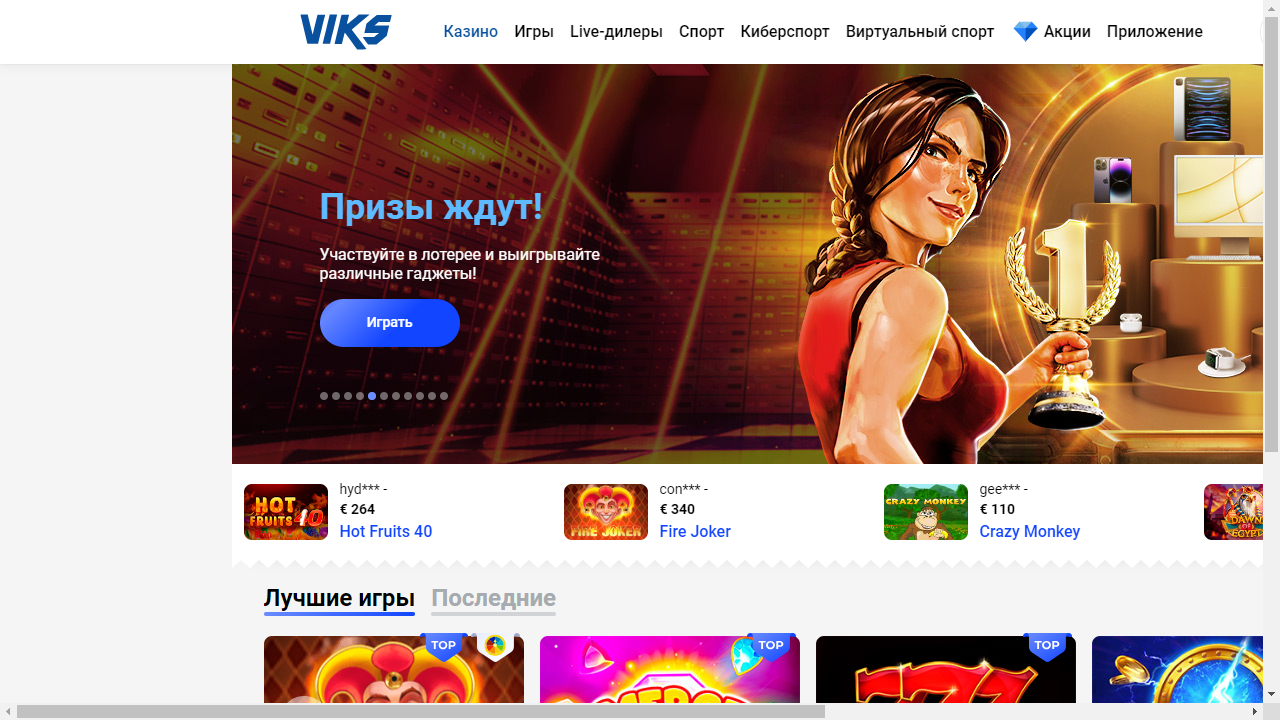 VIKS
Казино Игры Live-дилеры Спорт Киберспорт Виртуальный спорт Акции Приложение
Призы ждут!
Участвуйте в лотерее и выигрывайте
различные гаджеты!
Играть
1
HOT FRUITS 40
hyd*** -
€ 264
Hot Fruits 40
FIRE JOKER
con*** -
€ 340
Fire Joker
CRAZY MONKEY
gee*** -
€ 110
Crazy Monkey
DAWN OF EGYPT
Лучшие игры Последние
TOP
TOP
TOP
777